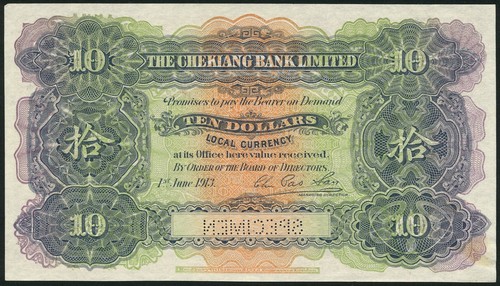 10 10
THE CHEKIANG BANK LIMITED
Promises to pay the Bearer on Demand
TEN DOLLARS
拾 拾
LOCAL CURRENCY
at its Office here value received.
BY ORDER OF THE BOARD OF DIRECTORS
1st June 1913.
10 10
SPECIMEN